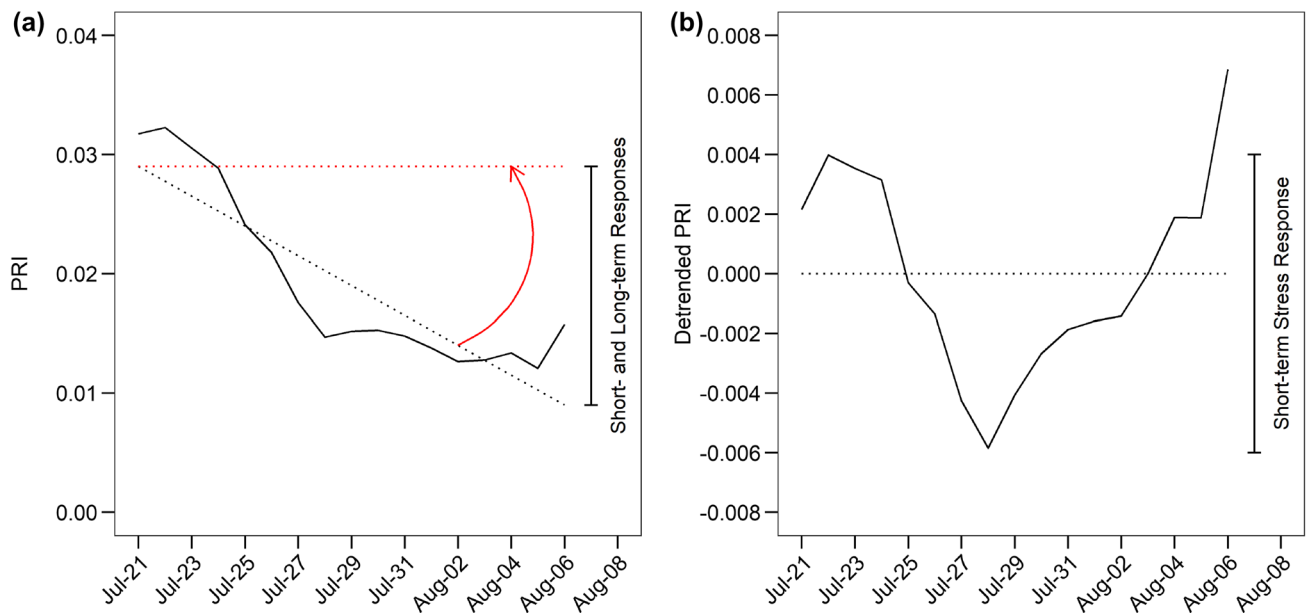 (a)
0.04
0.03
0.02
0.01
0.00
PRI
Jul-21
Jul-23
Jul-25
Jul-27
Jul-29
Jul-31
Aug-02
Aug-04
Aug-06
Aug-08
Short- and Long-term Responses
(b)
0.008
0.006
0.004
0.002
0.000
-0.002
-0.004
-0.006
-0.008
Detrended PRI
Jul-21
Jul-23
Jul-25
Jul-27
Jul-29
Jul-31
Aug-02
Aug-04
Aug-06
Aug-08
Short-term Stress Response